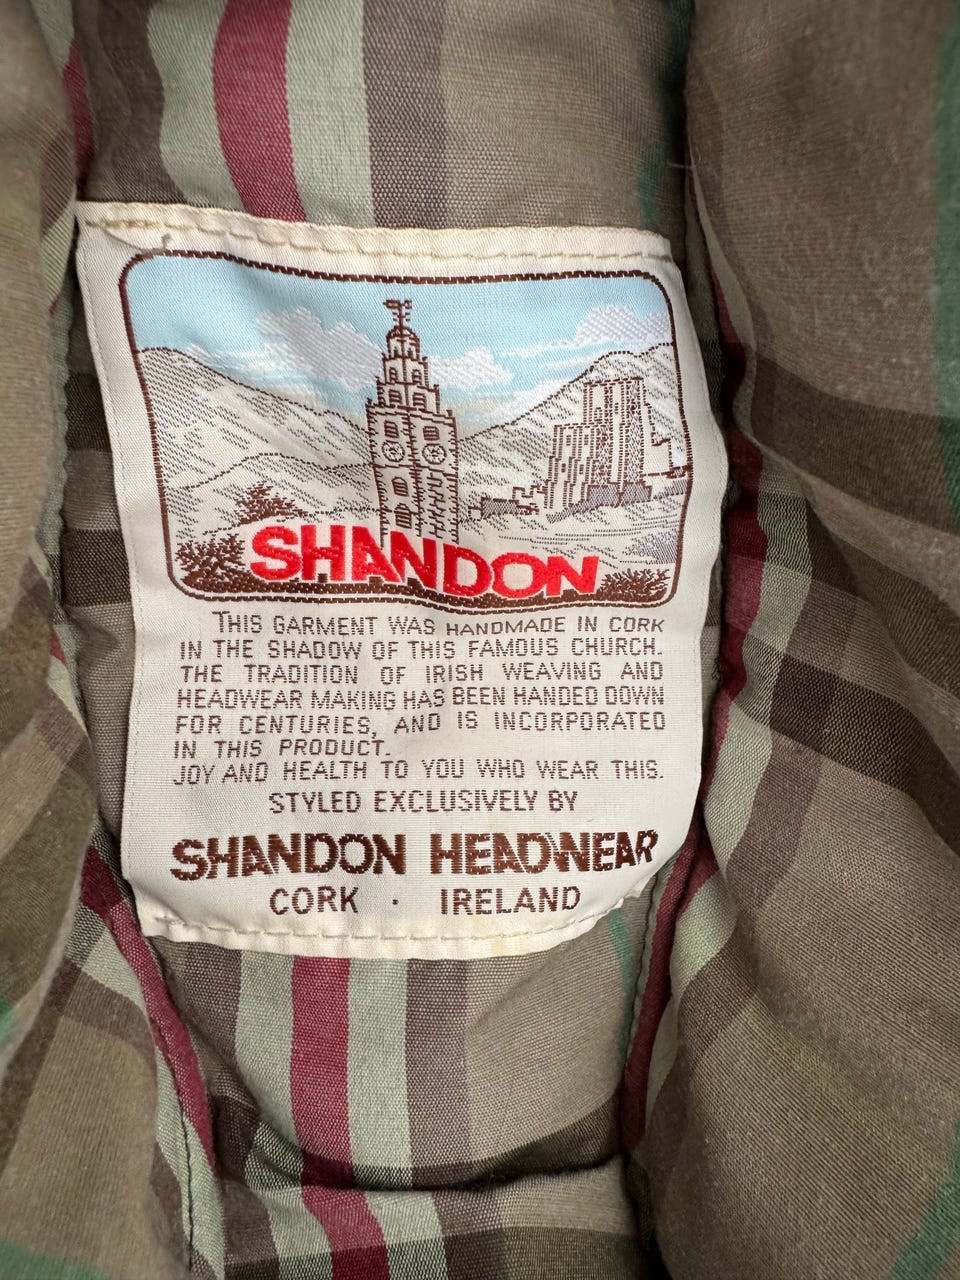 SHANDON
THIS GARMENT WAS HANDMADE IN CORK
IN THE SHADOW OF THIS FAMOUS CHURCH.
THE TRADITION OF IRISH WEAVING AND
HEADWEAR MAKING HAS BEEN HANDED DOWN
FOR CENTURIES, AND IS INCORPORATED
IN THIS PRODUCT.
JOY AND HEALTH TO YOU WHO WEAR THIS.
STYLED EXCLUSIVELY BY
SHANDON HEADWEAR
CORK · IRELAND